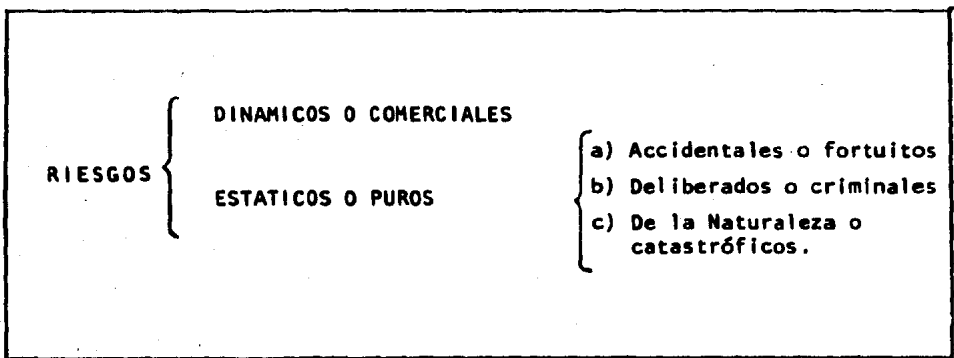 DINAMICOS O COMERCIALES
RIESGOS
ESTATICOS O PUROS
a) Accidentales o fortuitos
b) Deliberados o criminales
c) De la Naturaleza o
catastróficos.